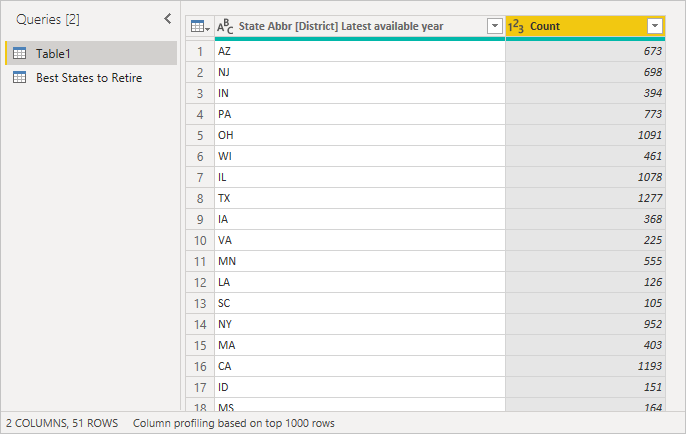 Queries [2]
Table1
Best States to Retire
ABC State Abbr [District] Latest available year
123 Count
1 AZ 673
2 NJ 698
3 IN 394
4 PA 773
5 OH 1091
6 WI 461
7 IL 1078
8 TX 1277
9 IA 368
10 VA 225
11 MN 555
12 LA 126
13 SC 105
14 NY 952
15 MA 403
16 CA 1193
17 ID 151
18 MS 164
2 COLUMNS, 51 ROWS Column profiling based on top 1000 rows